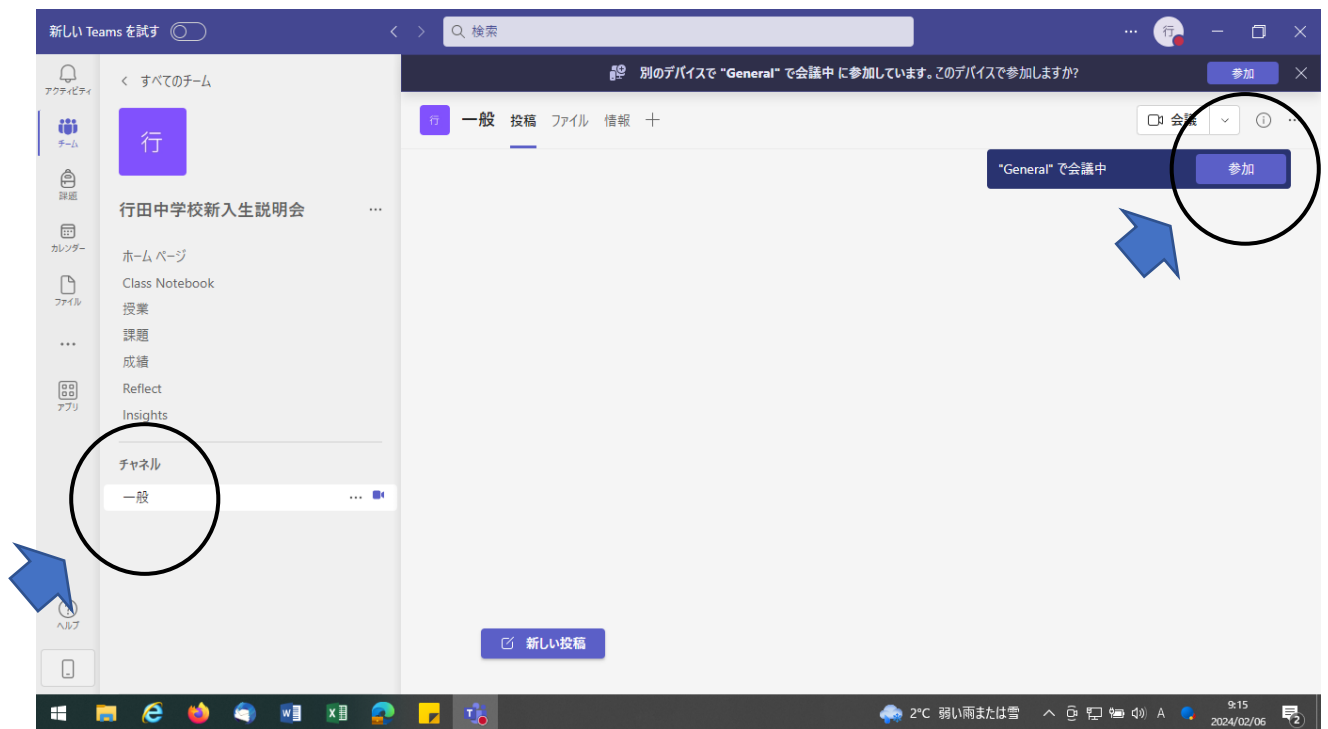 新しい Teams を試す
検索
行
別のデバイスで "General" で会議中 に参加しています。このデバイスで参加しますか?
参加
アクティビティ
チーム
課題
カレンダー
ファイル
アプリ
ヘルプ
すべてのチーム
行
行田中学校新入生説明会
ホーム ページ
Class Notebook
授業
課題
成績
Reflect
Insights
チャネル
一般
行 一般 投稿 ファイル 情報
会議
"General" で会議中 参加
新しい投稿
2°C 弱い雨または雪
A
9:15
2024/02/06
2